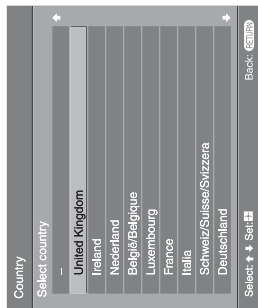 Country
Select country
–
United Kingdom
Ireland
Nederland
België/Belgique
Luxembourg
France
Italia
Schweiz/Suisse/Svizzera
Deutschland
Select: Set: Back: RETURN